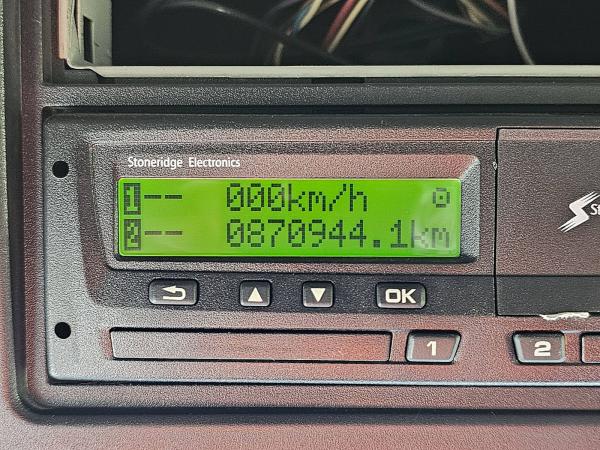 Stoneridge Electronics
1-- 000km/h
2-- 0870944.1km
OK
1
2